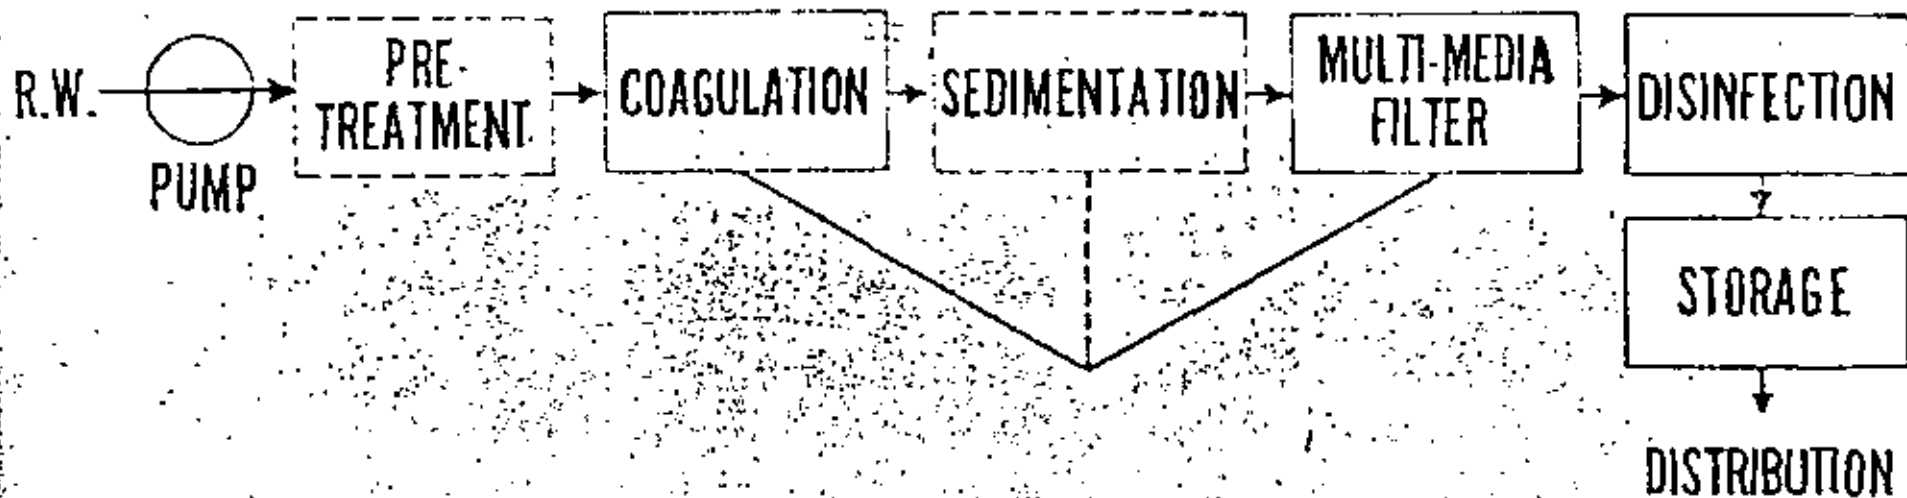 R.W.
PUMP
PRE-
TREATMENT
COAGULATION
SEDIMENTATION
MULTI-MEDIA
FILTER
DISINFECTION
STORAGE
DISTRIBUTION